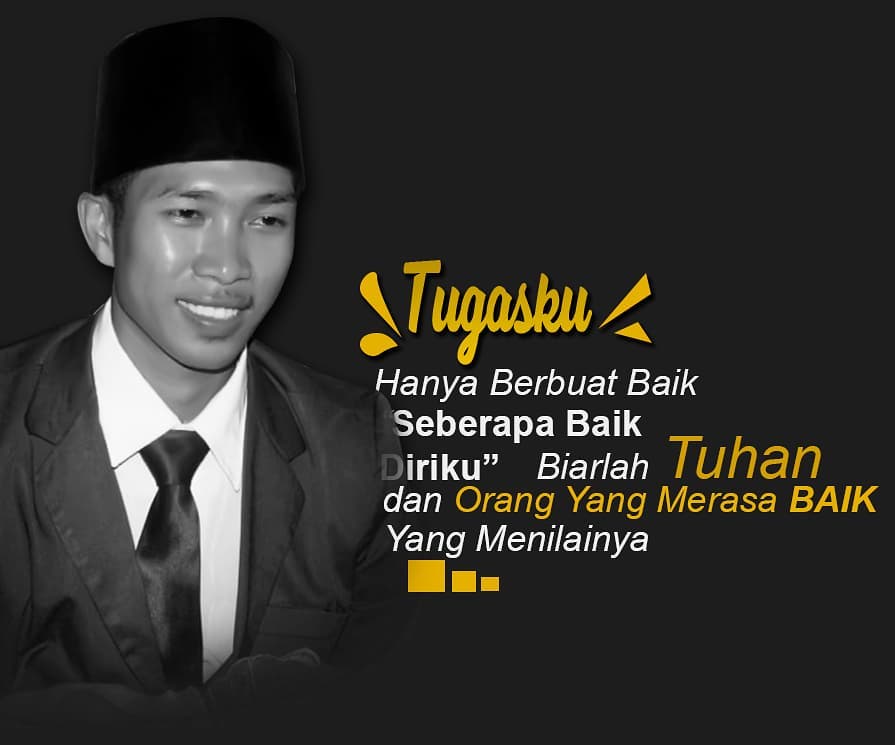 Tugasku
Hanya Berbuat Baik
“Seberapa Baik
Diriku” Biarlah Tuhan
dan Orang Yang Merasa BAIK
Yang Menilainya